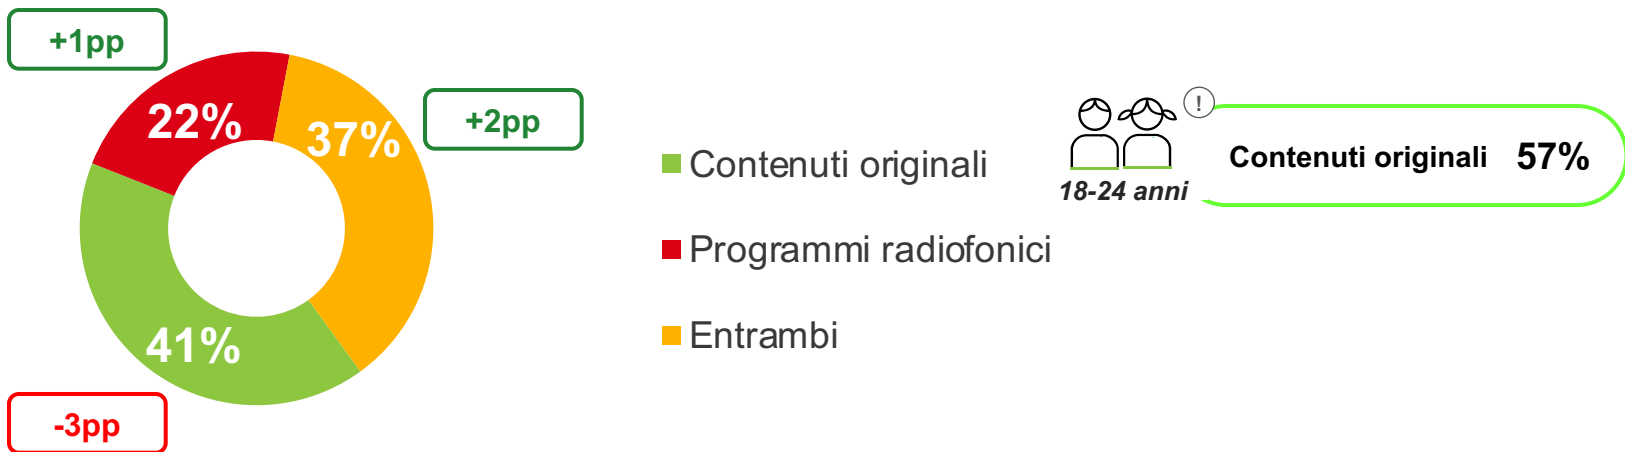 +1pp
22%
37%
+2pp
41%
-3pp
Contenuti originali
Programmi radiofonici
Entrambi
!
18-24 anni
Contenuti originali 57%